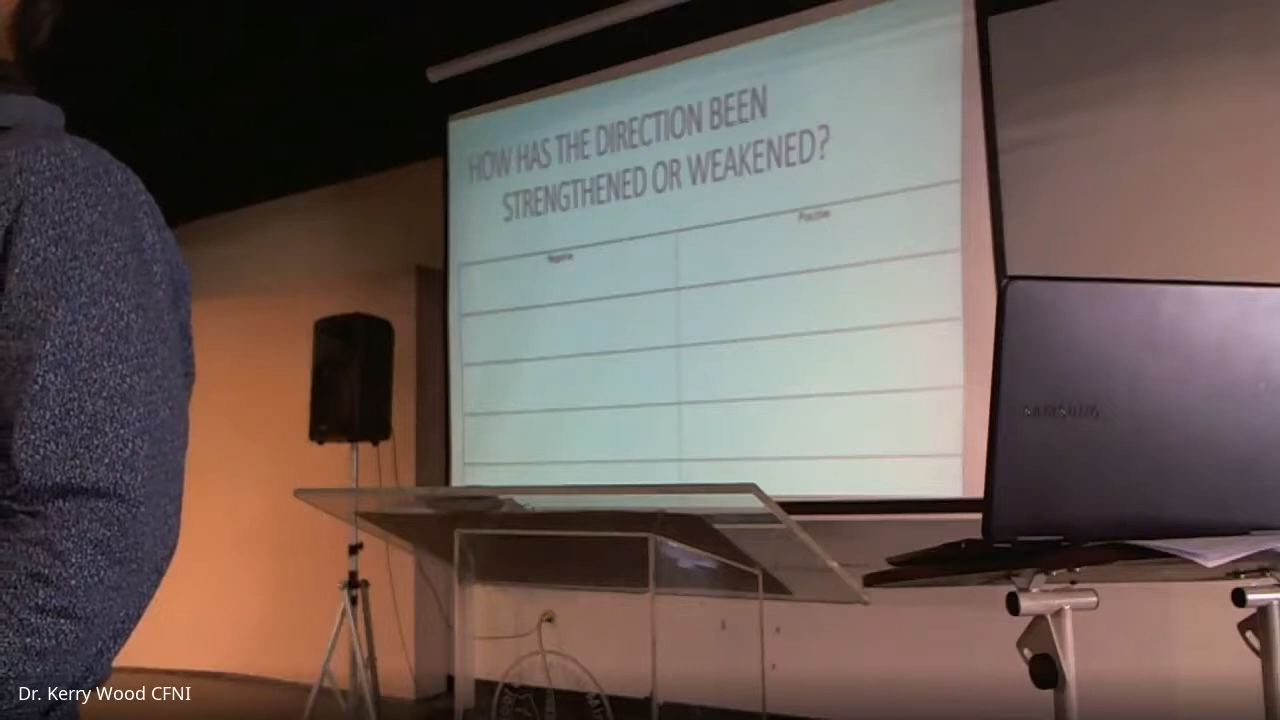 HOW HAS THE DIRECTION BEEN
STRENGTHENED OR WEAKENED?
Negative
Positive
SAMSUNG
Dr. Kerry Wood CFNI